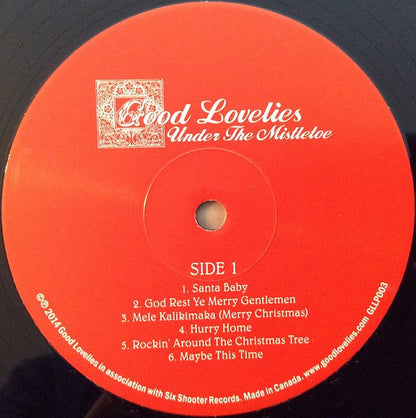 Good Lovelies
Under The Mistletoe
SIDE 1
1. Santa Baby
2. God Rest Ye Merry Gentlemen
3. Mele Kalikimaka (Merry Christmas)
4. Hurry Home
5. Rockin' Around The Christmas Tree
6. Maybe This Time
©℗ 2014 Good Lovelies in association with Six Shooter Records. Made in Canada. www.goodlovelies.com GLLP003